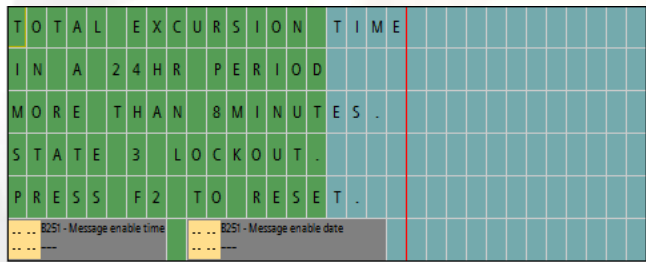 TOTAL EXCURSION TIME
IN A 24HR PERIOD
MORE THAN 8MINUTES.
STATE 3 LOCKOUT.
PRESS F2 TO RESET.
-- -- B251 - Message enable time -- -- B251 - Message enable date
-- -- --- -- -- ---